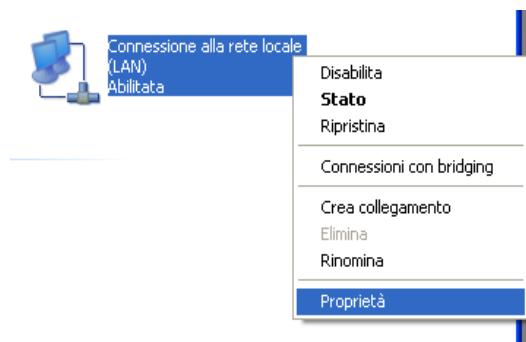 Connessione alla rete locale
(LAN)
Abilitata
Disabilita
Stato
Ripristina
Connessioni con bridging
Crea collegamento
Elimina
Rinomina
Proprietà